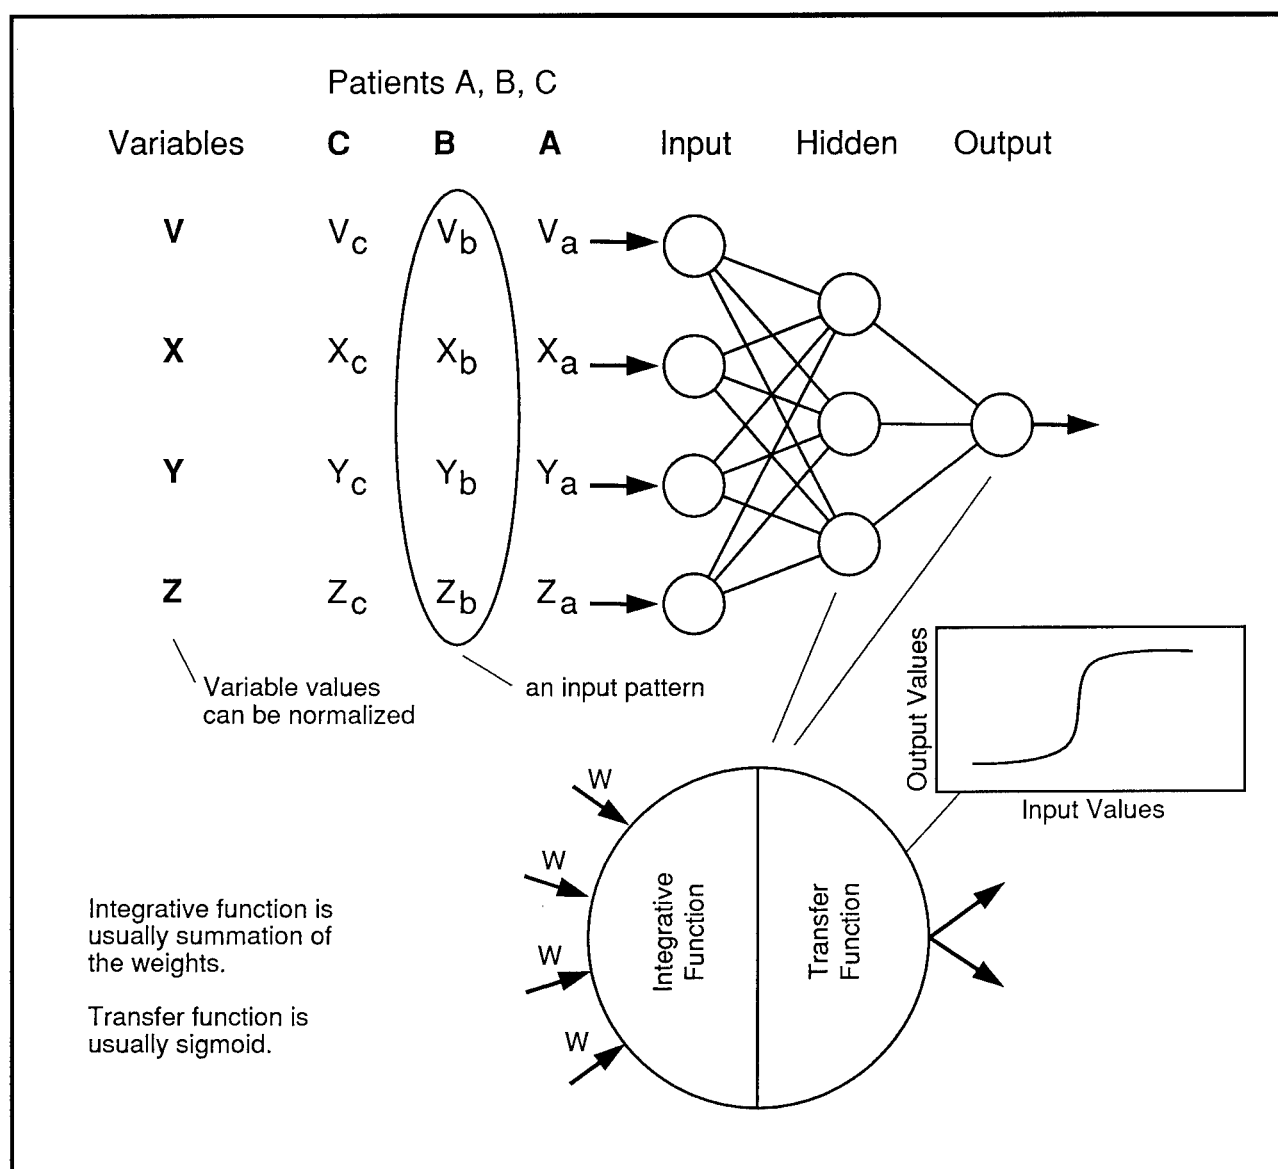 Patients A, B, C
Variables C B A Input Hidden Output
V Vc Vb Va
X Xc Xb Xa
Y Yc Yb Ya
Z Zc Zb Za
Variable values
can be normalized
an input pattern
Output Values
Input Values
W
W
W
W
Integrative
Function
Transfer
Function
Integrative function is
usually summation of
the weights.
Transfer function is
usually sigmoid.